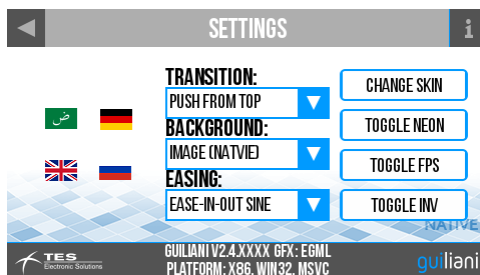 SETTINGS
i
TRANSITION:
PUSH FROM TOP
BACKGROUND:
IMAGE (NATVIE)
EASING:
EASE-IN-OUT SINE
CHANGE SKIN
TOGGLE NEON
TOGGLE FPS
TOGGLE INV
ض
NATIVE
TES
Electronic Solutions
GUILIANI V2.4.XXXX GFX: EGML
PLATFORM: X86, WIN32, MSVC
guiliani